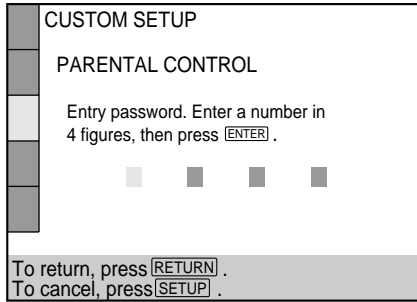 CUSTOM SETUP
PARENTAL CONTROL
Entry password. Enter a number in
4 figures, then press ENTER .
To return, press RETURN .
To cancel, press SETUP .